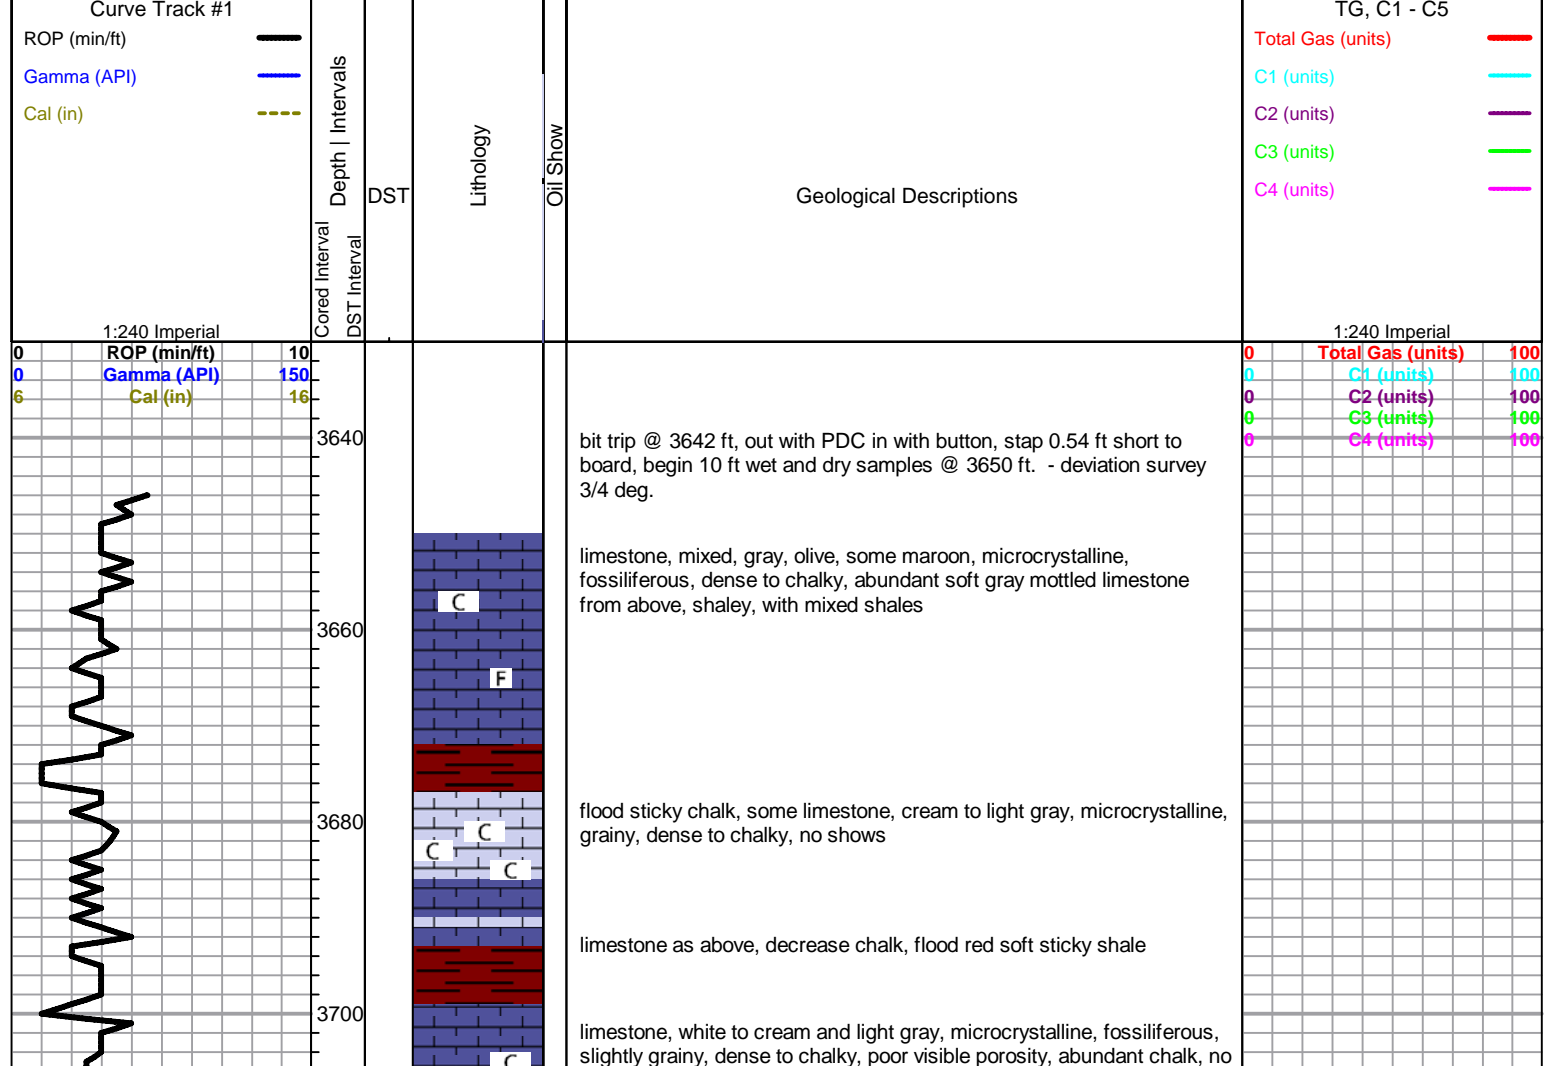 Curve Track #1
ROP (min/ft)
Gamma (API)
Cal (in)
1:240 Imperial
Cored Interval
Depth | Intervals
DST Interval
DST
Lithology
Oil Show
Geological Descriptions
TG, C1 - C5
Total Gas (units)
C1 (units)
C2 (units)
C3 (units)
C4 (units)
1:240 Imperial
0 ROP (min/ft) 10
0 Gamma (API) 150
6 Cal (in) 16
0 Total Gas (units) 100
0 C1 (units) 100
0 C2 (units) 100
0 C3 (units) 100
0 C4 (units) 100
3640
bit trip @ 3642 ft, out with PDC in with button, stap 0.54 ft short to
board, begin 10 ft wet and dry samples @ 3650 ft.  - deviation survey
3/4 deg.
limestone, mixed, gray, olive, some maroon, microcrystalline,
fossiliferous, dense to chalky, abundant soft gray mottled limestone
from above, shaley, with mixed shales
C
3660
F
3680
flood sticky chalk, some limestone, cream to light gray, microcrystalline,
grainy, dense to chalky, no shows
C
C
C
limestone as above, decrease chalk, flood red soft sticky shale
3700
limestone, white to cream and light gray, microcrystalline, fossiliferous,
slightly grainy, dense to chalky, poor visible porosity, abundant chalk, no
C